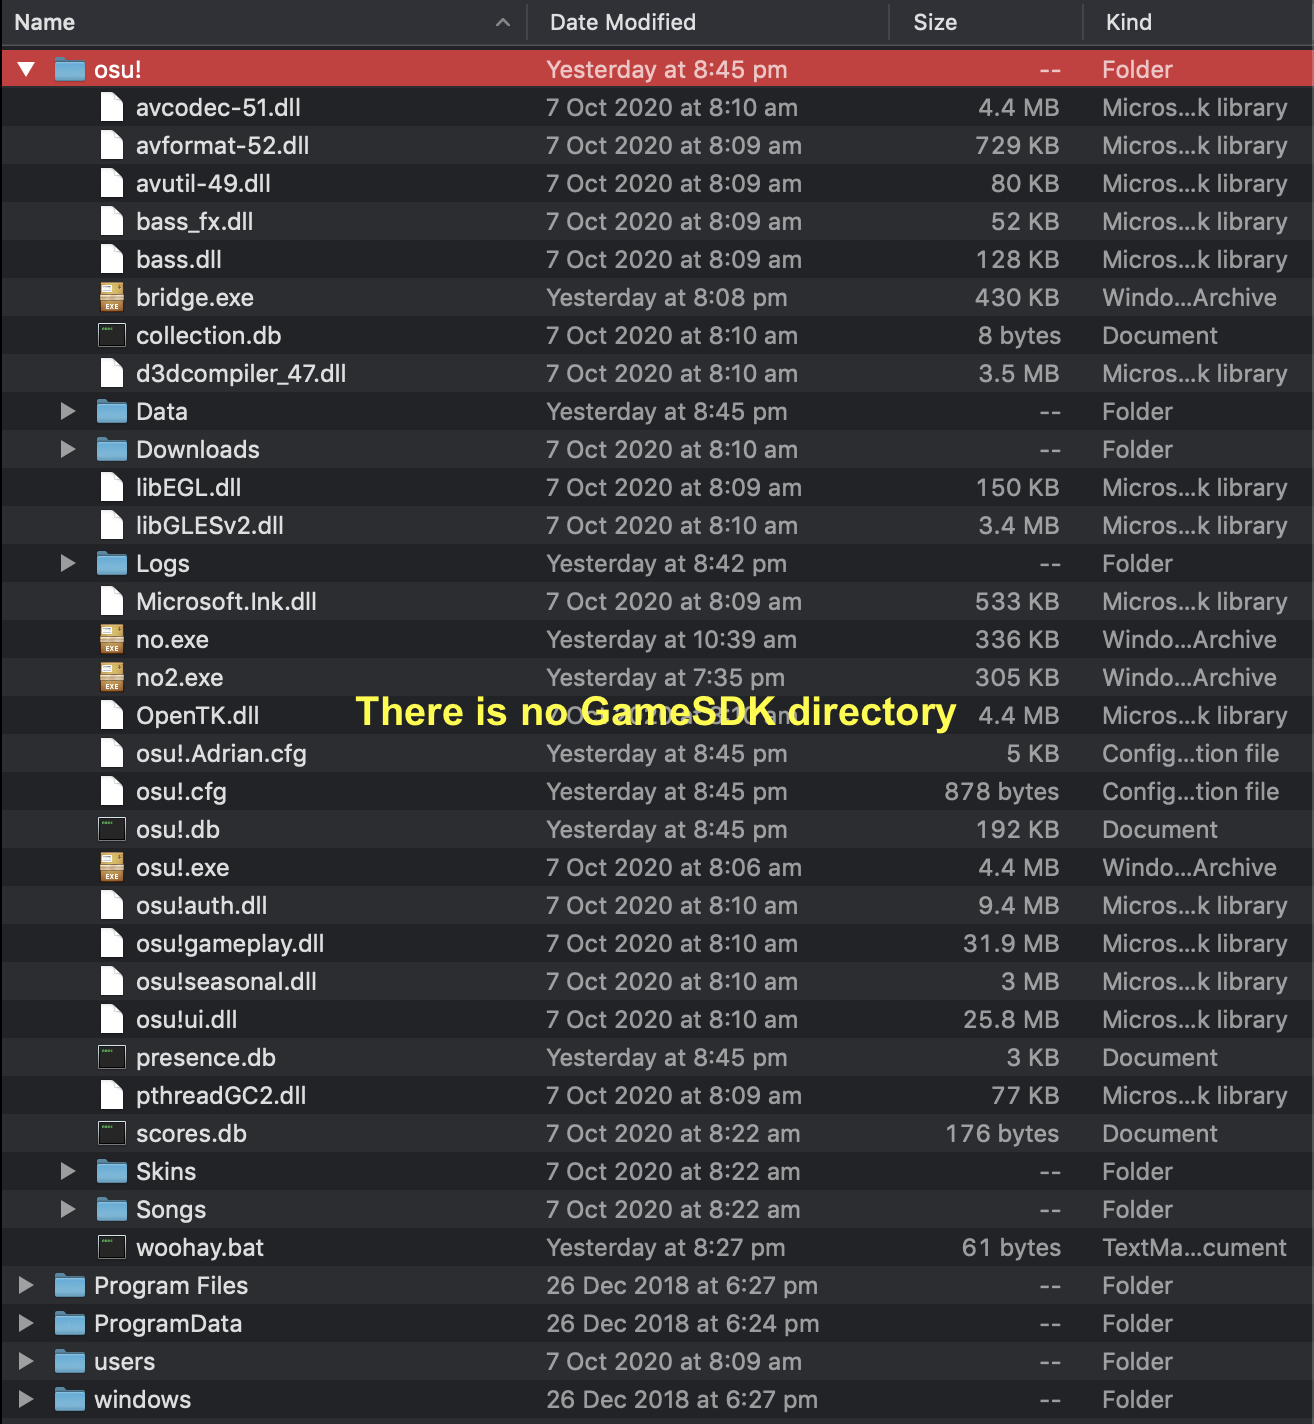 Name Date Modified Size Kind
osu! Yesterday at 8:45 pm -- Folder
avcodec-51.dll 7 Oct 2020 at 8:10 am 4.4 MB Micros...k library
avformat-52.dll 7 Oct 2020 at 8:09 am 729 KB Micros...k library
avutil-49.dll 7 Oct 2020 at 8:09 am 80 KB Micros...k library
bass_fx.dll 7 Oct 2020 at 8:09 am 52 KB Micros...k library
bass.dll 7 Oct 2020 at 8:09 am 128 KB Micros...k library
bridge.exe Yesterday at 8:08 pm 430 KB Windo...Archive
collection.db 7 Oct 2020 at 8:10 am 8 bytes Document
d3dcompiler_47.dll 7 Oct 2020 at 8:10 am 3.5 MB Micros...k library
Data Yesterday at 8:45 pm -- Folder
Downloads 7 Oct 2020 at 8:10 am -- Folder
libEGL.dll 7 Oct 2020 at 8:09 am 150 KB Micros...k library
libGLESv2.dll 7 Oct 2020 at 8:10 am 3.4 MB Micros...k library
Logs Yesterday at 8:42 pm -- Folder
Microsoft.Ink.dll 7 Oct 2020 at 8:09 am 533 KB Micros...k library
no.exe Yesterday at 10:39 am 336 KB Windo...Archive
no2.exe Yesterday at 7:35 pm 305 KB Windo...Archive
There is no GameSDK directory
OpenTK.dll 7 Oct 2020 at 8:10 am 4.4 MB Micros...k library
osu!.Adrian.cfg Yesterday at 8:45 pm 5 KB Config...tion file
osu!.cfg Yesterday at 8:45 pm 878 bytes Config...tion file
osu!.db Yesterday at 8:45 pm 192 KB Document
osu!.exe 7 Oct 2020 at 8:06 am 4.4 MB Windo...Archive
osu!auth.dll 7 Oct 2020 at 8:10 am 9.4 MB Micros...k library
osu!gameplay.dll 7 Oct 2020 at 8:10 am 31.9 MB Micros...k library
osu!seasonal.dll 7 Oct 2020 at 8:10 am 3 MB Micros...k library
osu!ui.dll 7 Oct 2020 at 8:10 am 25.8 MB Micros...k library
presence.db Yesterday at 8:45 pm 3 KB Document
pthreadGC2.dll 7 Oct 2020 at 8:09 am 77 KB Micros...k library
scores.db 7 Oct 2020 at 8:22 am 176 bytes Document
Skins 7 Oct 2020 at 8:22 am -- Folder
Songs 7 Oct 2020 at 8:22 am -- Folder
woohay.bat Yesterday at 8:27 pm 61 bytes TextMa...cument
Program Files 26 Dec 2018 at 6:27 pm -- Folder
ProgramData 26 Dec 2018 at 6:24 pm -- Folder
users 7 Oct 2020 at 8:09 am -- Folder
windows 26 Dec 2018 at 6:27 pm -- Folder